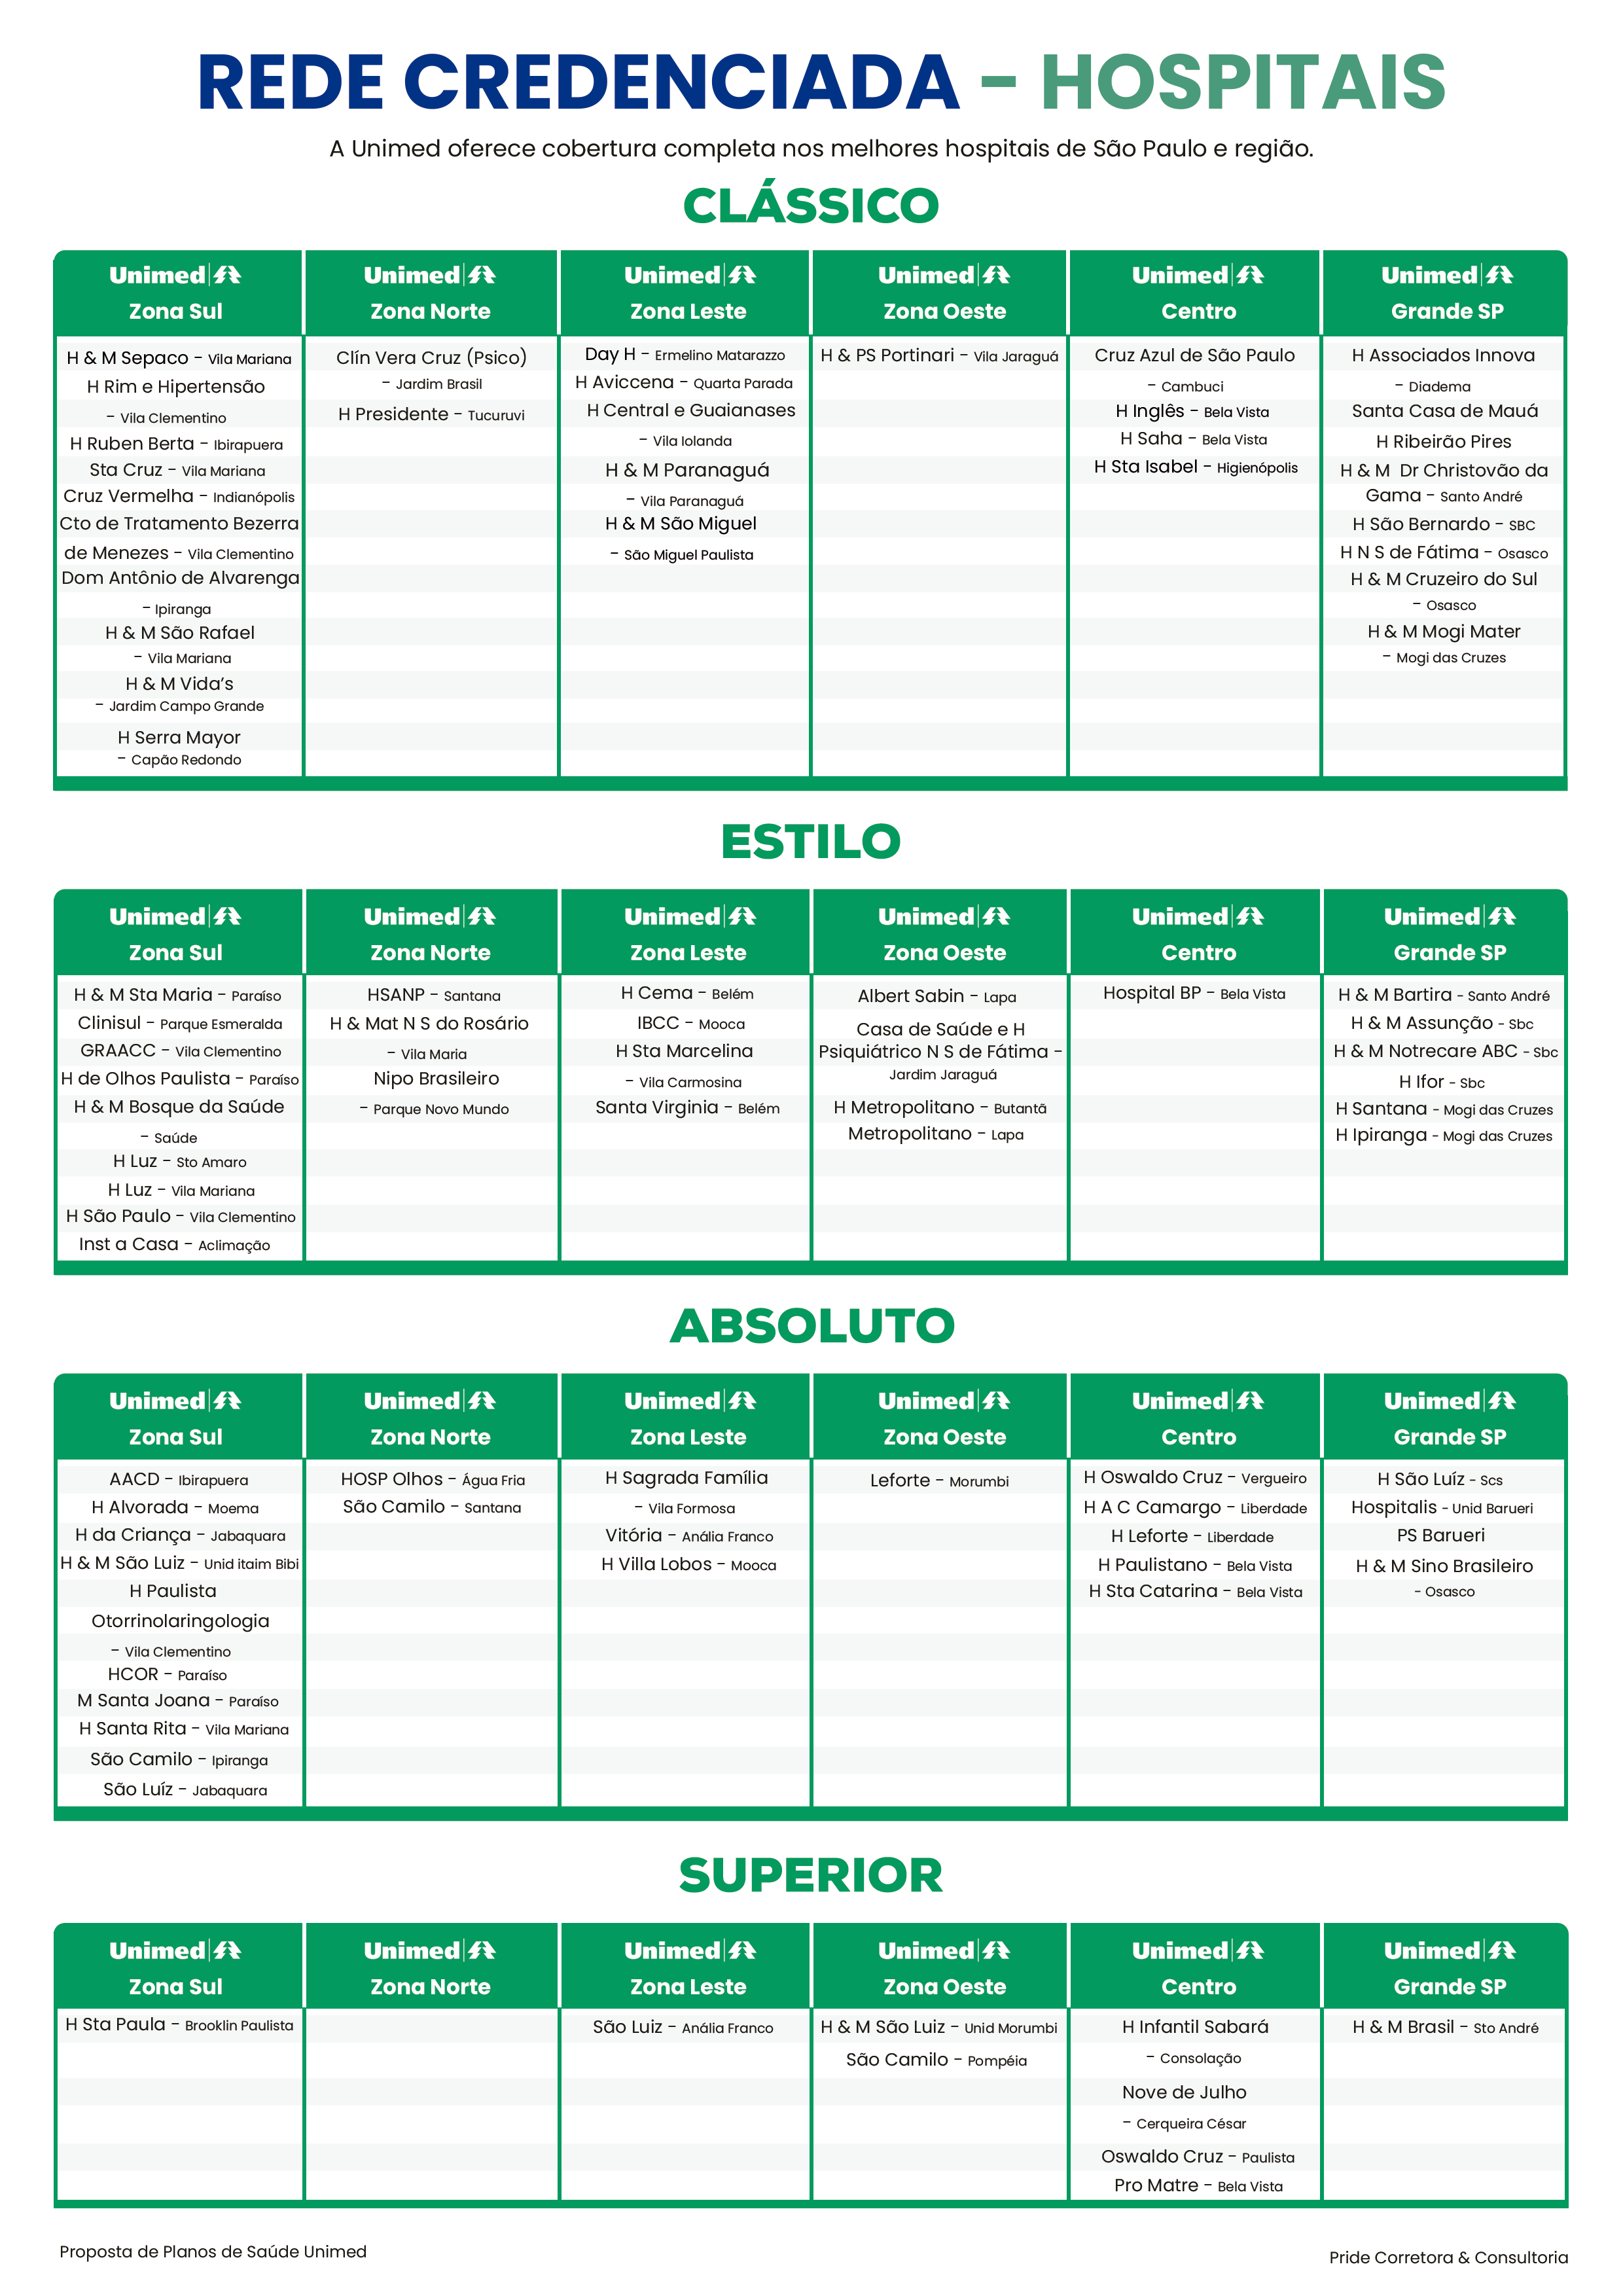 REDE CREDENCIADA - HOSPITAIS
A Unimed oferece cobertura completa nos melhores hospitais de São Paulo e região.
CLÁSSICO
Unimed
Zona Sul
H & M Sepaco - Vila Mariana
H Rim e Hipertensão
- Vila Clementino
H Ruben Berta - Ibirapuera
Sta Cruz - Vila Mariana
Cruz Vermelha - Indianópolis
Cto de Tratamento Bezerra
de Menezes - Vila Clementino
Dom Antônio de Alvarenga
- Ipiranga
H & M São Rafael
- Vila Mariana
H & M Vida's
- Jardim Campo Grande
H Serra Mayor
- Capão Redondo
Unimed
Zona Norte
Clín Vera Cruz (Psico)
- Jardim Brasil
H Presidente - Tucuruvi
Unimed
Zona Leste
Day H - Ermelino Matarazzo
H Aviccena - Quarta Parada
H Central e Guaianases
- Vila Iolanda
H & M Paranaguá
- Vila Paranaguá
H & M São Miguel
- São Miguel Paulista
Unimed
Zona Oeste
H & PS Portinari - Vila Jaraguá
Unimed
Centro
Cruz Azul de São Paulo
- Cambuci
H Inglês - Bela Vista
H Saha - Bela Vista
H Sta Isabel - Higienópolis
Unimed
Grande SP
H Associados Innova
- Diadema
Santa Casa de Mauá
H Ribeirão Pires
H & M Dr Christovão da
Gama - Santo André
H São Bernardo - SBC
H N S de Fátima - Osasco
H & M Cruzeiro do Sul
- Osasco
H & M Mogi Mater
- Mogi das Cruzes
ESTILO
Unimed
Zona Sul
H & M Sta Maria - Paraíso
Clinisul - Parque Esmeralda
GRAACC - Vila Clementino
H de Olhos Paulista - Paraíso
H & M Bosque da Saúde
- Saúde
H Luz - Sto Amaro
H Luz - Vila Mariana
H São Paulo - Vila Clementino
Inst a Casa - Aclimação
Unimed
Zona Norte
HSANP - Santana
H & Mat N S do Rosário
- Vila Maria
Nipo Brasileiro
- Parque Novo Mundo
Unimed
Zona Leste
H Cema - Belém
IBCC - Mooca
H Sta Marcelina
- Vila Carmosina
Santa Virginia - Belém
Unimed
Zona Oeste
Albert Sabin - Lapa
Casa de Saúde e H
Psiquiátrico N S de Fátima -
Jardim Jaraguá
H Metropolitano - Butantã
Metropolitano - Lapa
Unimed
Centro
Hospital BP - Bela Vista
Unimed
Grande SP
H & M Bartira - Santo André
H & M Assunção - Sbc
H & M Notrecare ABC - Sbc
H Ifor - Sbc
H Santana - Mogi das Cruzes
H Ipiranga - Mogi das Cruzes
ABSOLUTO
Unimed
Zona Sul
AACD - Ibirapuera
H Alvorada - Moema
H da Criança - Jabaquara
H & M São Luiz - Unid itaim Bibi
H Paulista
Otorrinolaringologia
- Vila Clementino
HCOR - Paraíso
M Santa Joana - Paraíso
H Santa Rita - Vila Mariana
São Camilo - Ipiranga
São Luíz - Jabaquara
Unimed
Zona Norte
HOSP Olhos - Água Fria
São Camilo - Santana
Unimed
Zona Leste
H Sagrada Família
- Vila Formosa
Vitória - Anália Franco
H Villa Lobos - Mooca
Unimed
Zona Oeste
Leforte - Morumbi
Unimed
Centro
H Oswaldo Cruz - Vergueiro
H A C Camargo - Liberdade
H Leforte - Liberdade
H Paulistano - Bela Vista
H Sta Catarina - Bela Vista
Unimed
Grande SP
H São Luíz - Scs
Hospitalis - Unid Barueri
PS Barueri
H & M Sino Brasileiro
- Osasco
SUPERIOR
Unimed
Zona Sul
H Sta Paula - Brooklin Paulista
Unimed
Zona Norte
Unimed
Zona Leste
São Luiz - Anália Franco
Unimed
Zona Oeste
H & M São Luiz - Unid Morumbi
São Camilo - Pompéia
Unimed
Centro
H Infantil Sabará
- Consolação
Nove de Julho
- Cerqueira César
Oswaldo Cruz - Paulista
Pro Matre - Bela Vista
Unimed
Grande SP
H & M Brasil - Sto André
Proposta de Planos de Saúde Unimed
Pride Corretora & Consultoria